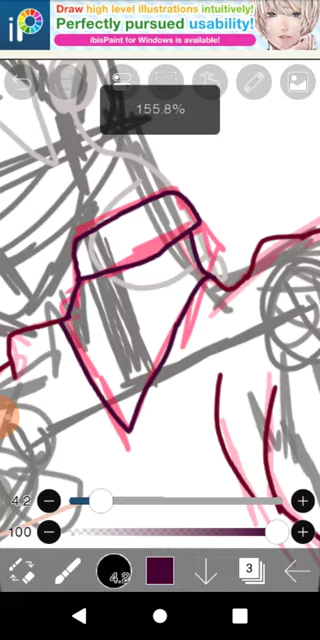 Draw high level illustrations intuitively!
iP
Perfectly pursued usability!
ibisPaint for Windows is available!
155.8%
4.2
100
4.2
3